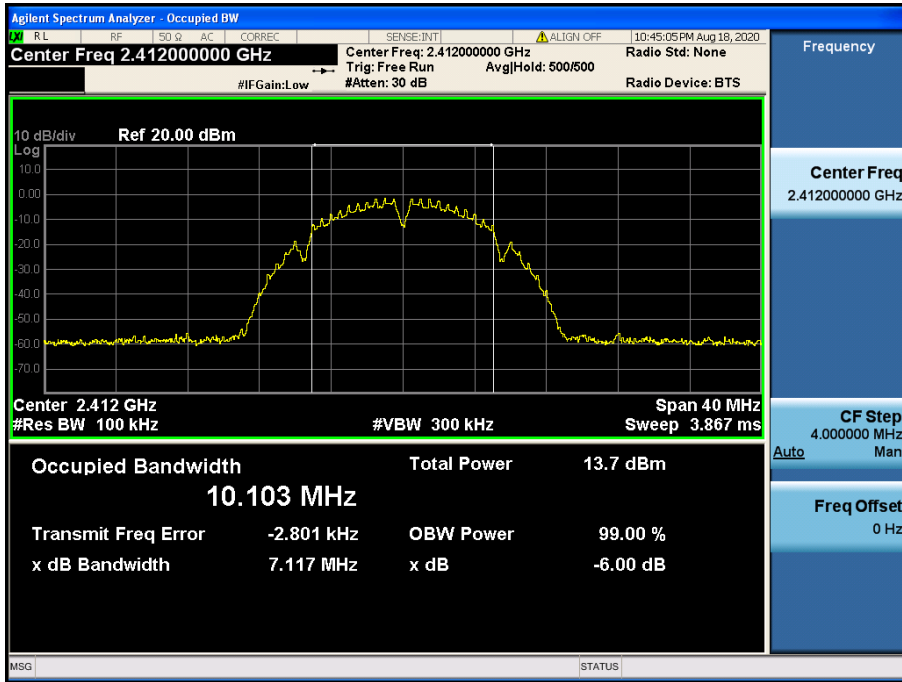 Agilent Spectrum Analyzer - Occupied BW
LXI RL RF 50 Ω AC CORREC SENSE:INT ALIGN OFF 10:45:05 PM Aug 18, 2020
Center Freq 2.412000000 GHz
Center Freq: 2.412000000 GHz
Radio Std: None
Trig: Free Run Avg|Hold: 500/500
#IFGain:Low #Atten: 30 dB Radio Device: BTS
10 dB/div Ref 20.00 dBm
Log
10.0
0.00
-10.0
-20.0
-30.0
-40.0
-50.0
-60.0
-70.0
Center 2.412 GHz Span 40 MHz
#Res BW 100 kHz #VBW 300 kHz Sweep 3.867 ms
Occupied Bandwidth Total Power 13.7 dBm
10.103 MHz
Transmit Freq Error -2.801 kHz OBW Power 99.00 %
x dB Bandwidth 7.117 MHz x dB -6.00 dB
MSG STATUS
Frequency
Center Freq
2.412000000 GHz
CF Step
4.000000 MHz
Auto Man
Freq Offset
0 Hz